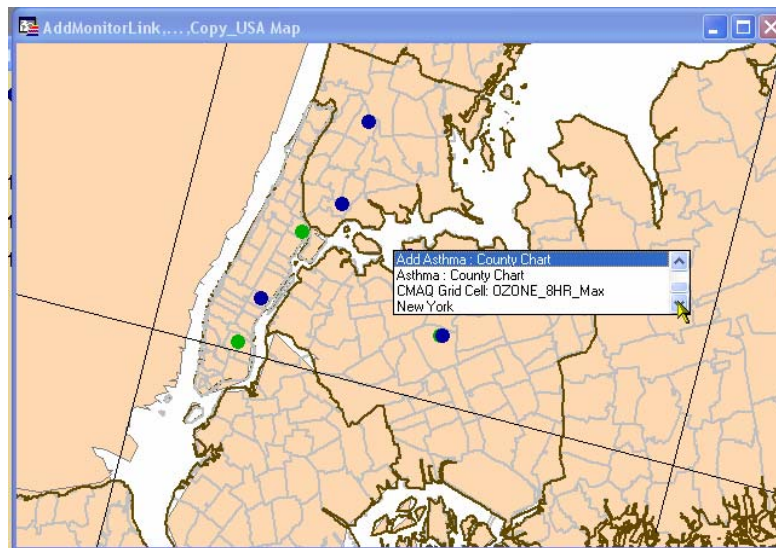 AddMonitorLink,... ,Copy_USA Map
Add Asthma : County Chart
Asthma : County Chart
CMAQ Grid Cell: OZONE_8HR_Max
New York